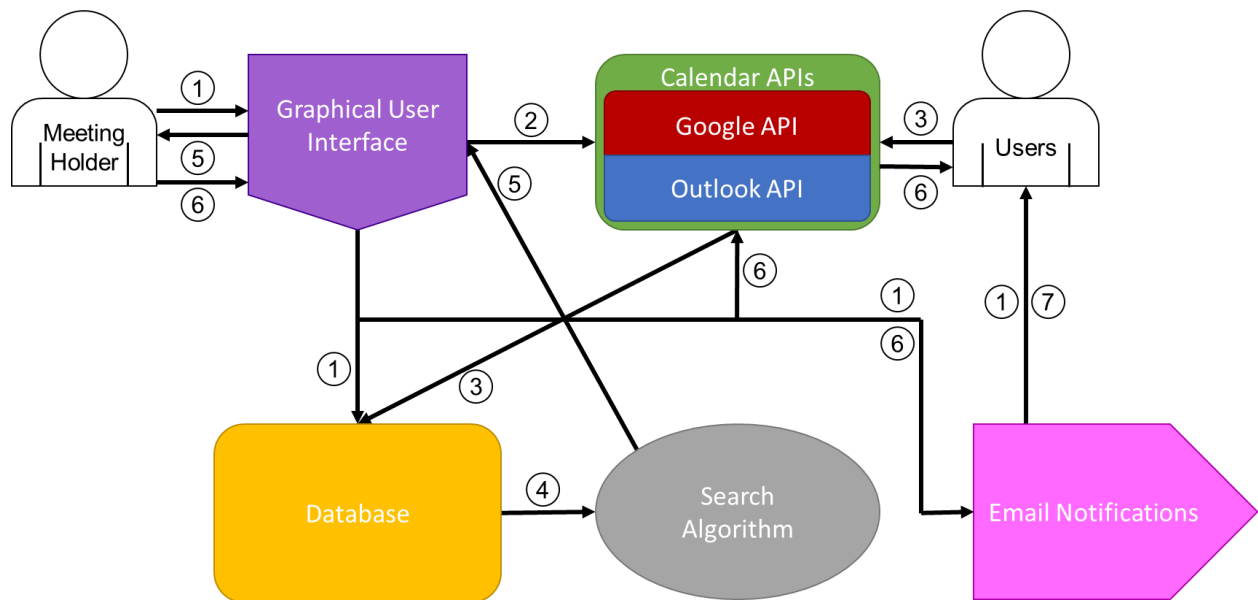 Calendar APIs
①
Graphical User
Interface
②
Google API
③
Meeting
Holder
Users
⑤
⑤
Outlook API
⑥
⑥
⑥
①
①
⑦
⑥
①
③
④
Database
Search
Algorithm
Email Notifications